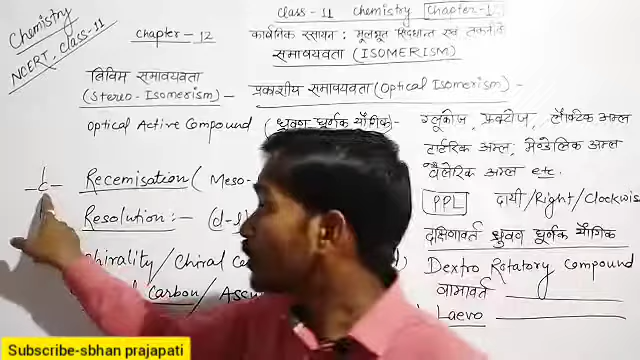 Chemistry
NCERT, Class-11
Class-11 Chemistry Chapter-12
Chapter-12 कार्बनिक रसायन : मूलभूत सिद्धान्त एवं तकनीकें
समावयवता (ISOMERISM)
त्रिविम समावयवता
(Stereo-Isomerism)
प्रकाशीय समावयवता (Optical Isomerism) -
Optical Active Compound (ध्रुवण घूर्णक यौगिक) -
ग्लूकोज, फ्रक्टोज, लैक्टिक अम्ल
टार्टरिक अम्ल; मेण्डेलिक अम्ल
वैलेरिक अम्ल etc.
-C-
Recemisation ( Meso-
Resolution :- (d-l
Chirality / Chiral Ce
Carbon /
PPL दायी/Right/Clockwis
दक्षिणावर्त ध्रुवण घूर्णक यौगिक
Dextro Rotatory Compound
वामावर्त
Laevo
Subscribe-sbhan prajapati